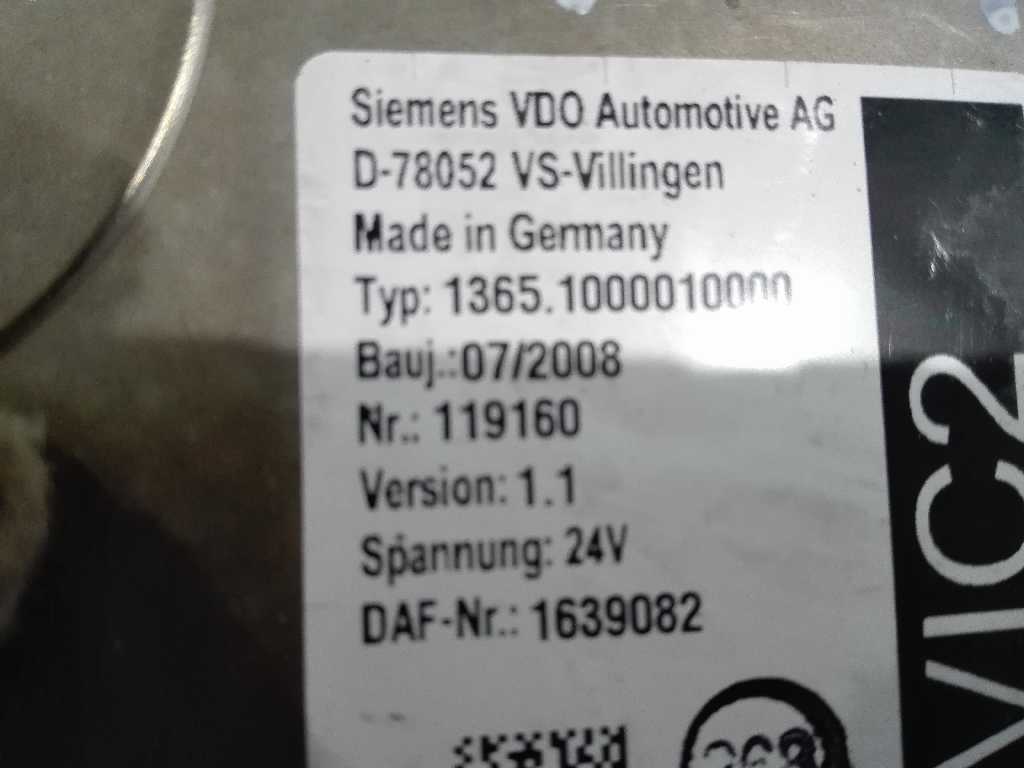 Siemens VDO Automotive AG
D-78052 VS-Villingen
Made in Germany
Typ: 1365.1000010000
Bauj.:07/2008
Nr.: 119160
Version: 1.1
Spannung: 24V
DAF-Nr.: 1639082
VIC2